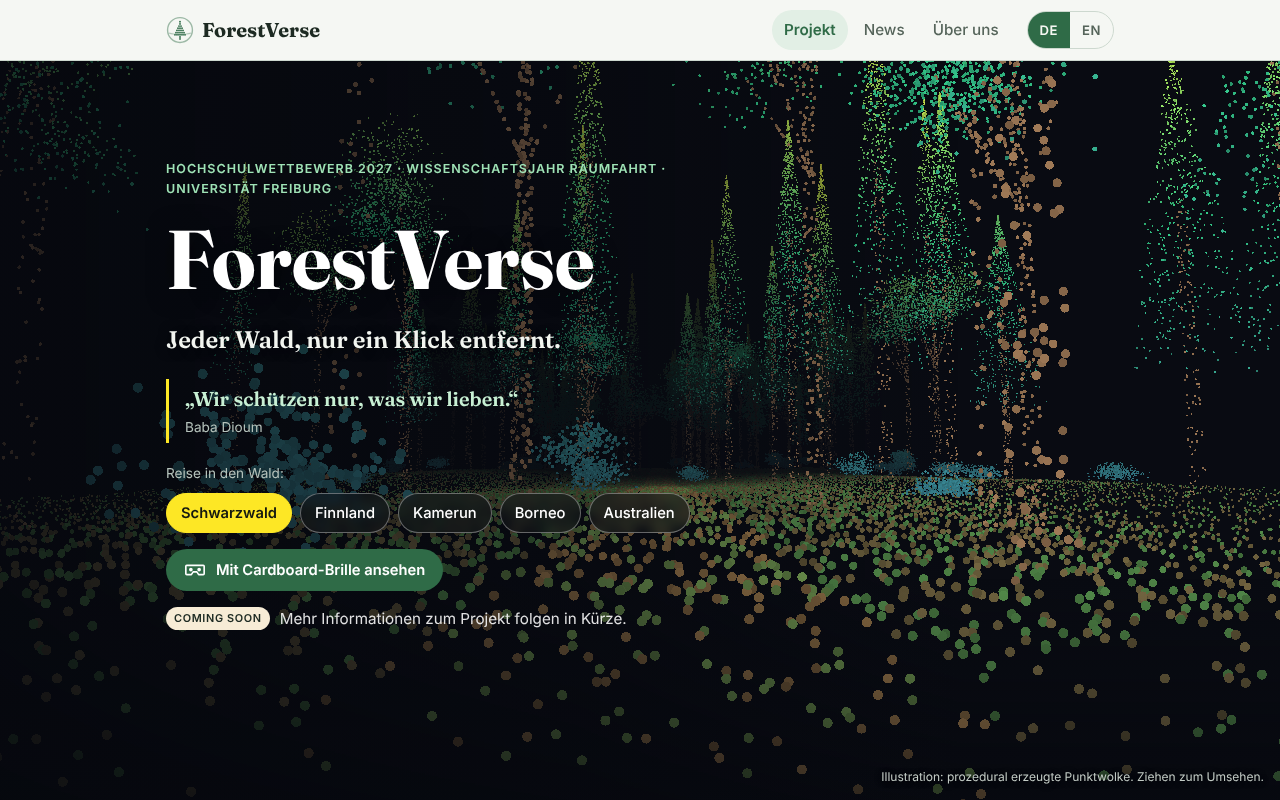 ForestVerse
Projekt
News
Über uns
DE
EN
HOCHSCHULWETTBEWERB 2027 · WISSENSCHAFTSJAHR RAUMFAHRT ·
UNIVERSITÄT FREIBURG
ForestVerse
Jeder Wald, nur ein Klick entfernt.
„Wir schützen nur, was wir lieben.“
Baba Dioum
Reise in den Wald:
Schwarzwald
Finnland
Kamerun
Borneo
Australien
Mit Cardboard-Brille ansehen
COMING SOON
Mehr Informationen zum Projekt folgen in Kürze.
Illustration: prozedural erzeugte Punktwolke. Ziehen zum Umsehen.